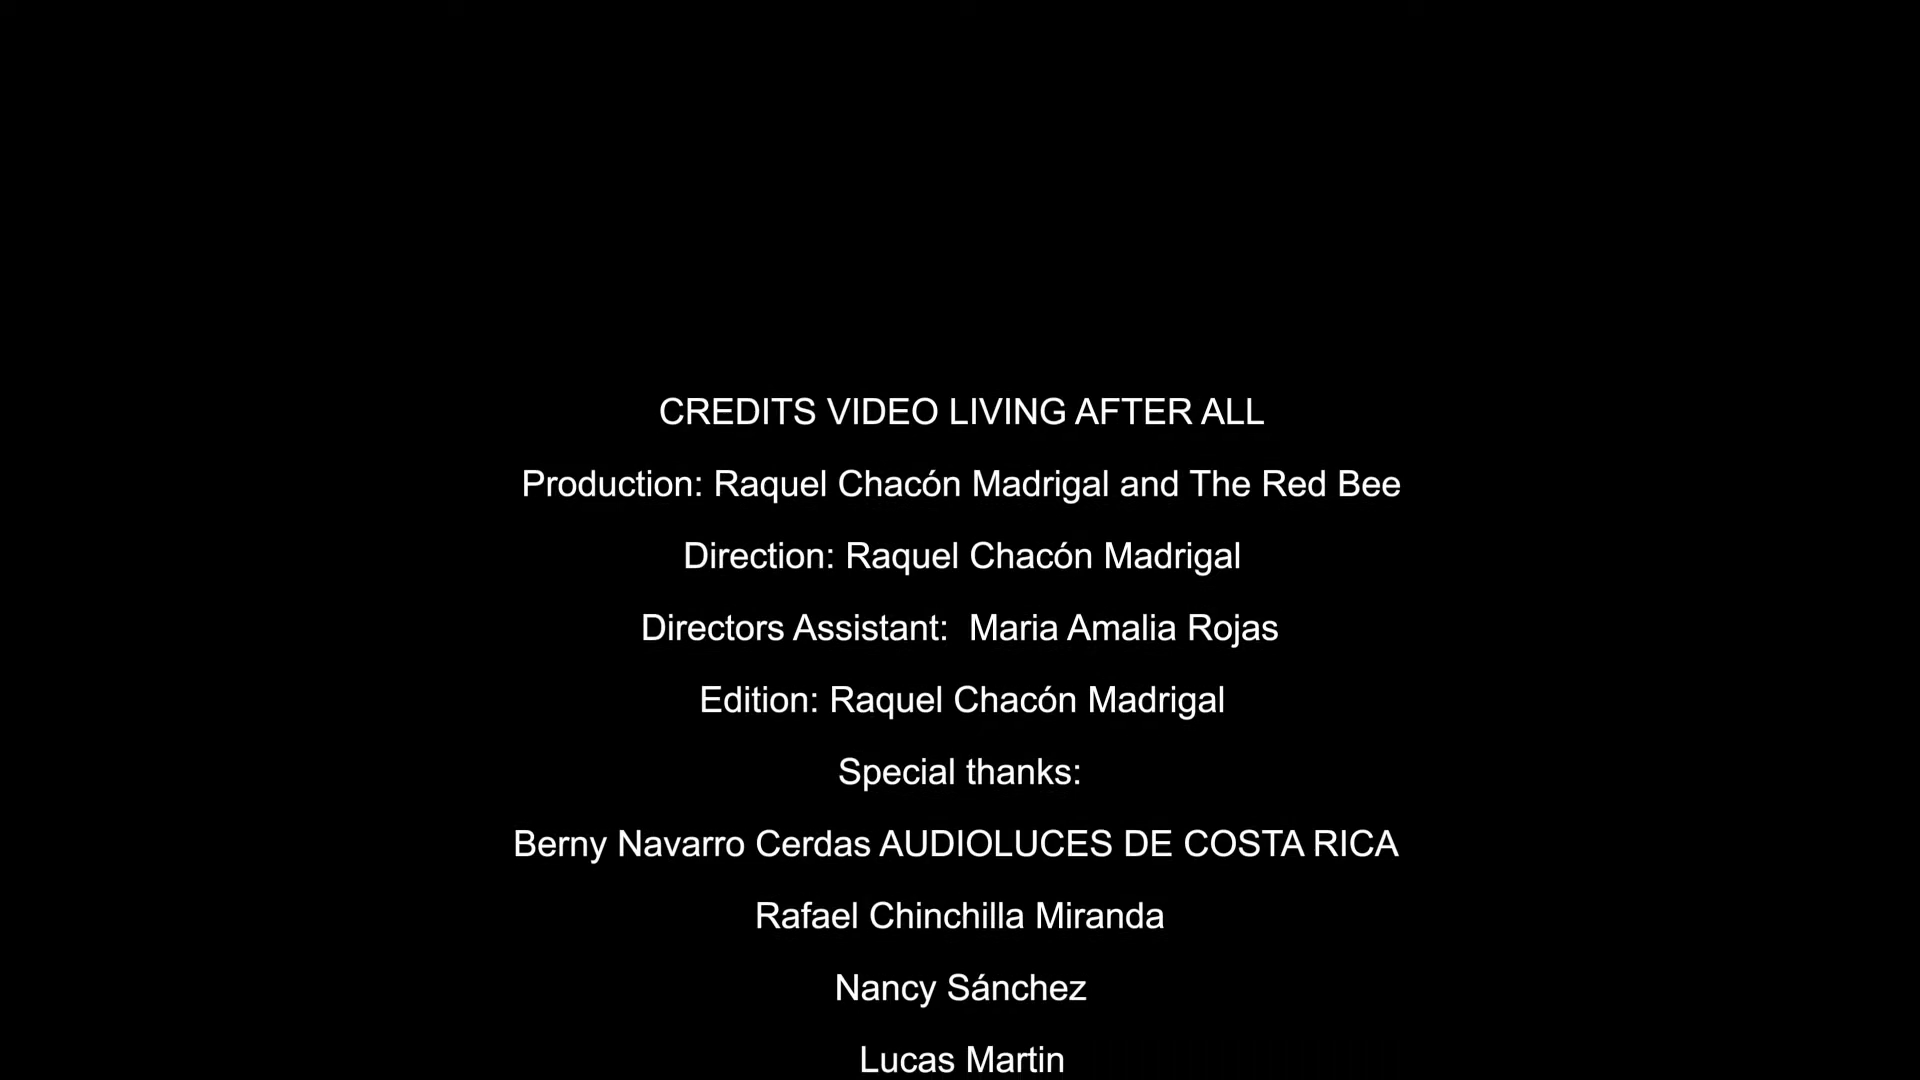 CREDITS VIDEO LIVING AFTER ALL
Production: Raquel Chacón Madrigal and The Red Bee
Direction: Raquel Chacón Madrigal
Directors Assistant:  Maria Amalia Rojas
Edition: Raquel Chacón Madrigal
Special thanks:
Berny Navarro Cerdas AUDIOLUCES DE COSTA RICA
Rafael Chinchilla Miranda
Nancy Sánchez
Lucas Martin